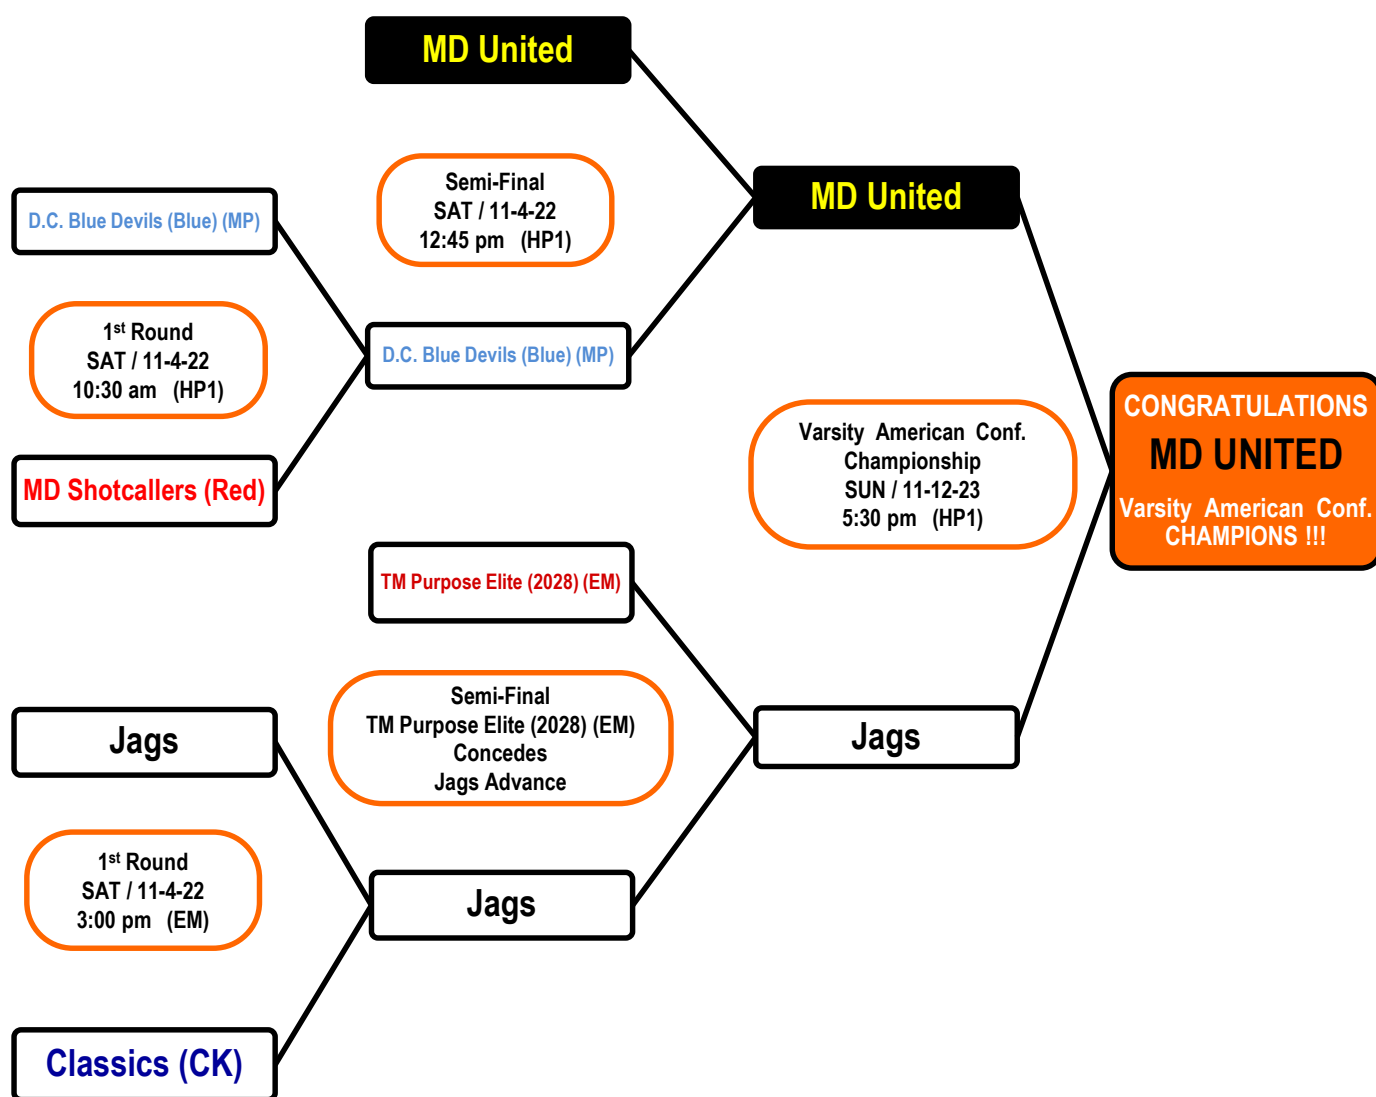 MD United
Semi-Final
SAT / 11-4-22
12:45 pm (HP1)
MD United
D.C. Blue Devils (Blue) (MP)
1st Round
SAT / 11-4-22
10:30 am (HP1)
D.C. Blue Devils (Blue) (MP)
MD Shotcallers (Red)
Varsity American Conf.
Championship
SUN / 11-12-23
5:30 pm (HP1)
CONGRATULATIONS
MD UNITED
Varsity American Conf.
CHAMPIONS !!!
TM Purpose Elite (2028) (EM)
Semi-Final
TM Purpose Elite (2028) (EM)
Concedes
Jags Advance
Jags
Jags
1st Round
SAT / 11-4-22
3:00 pm (EM)
Jags
Classics (CK)